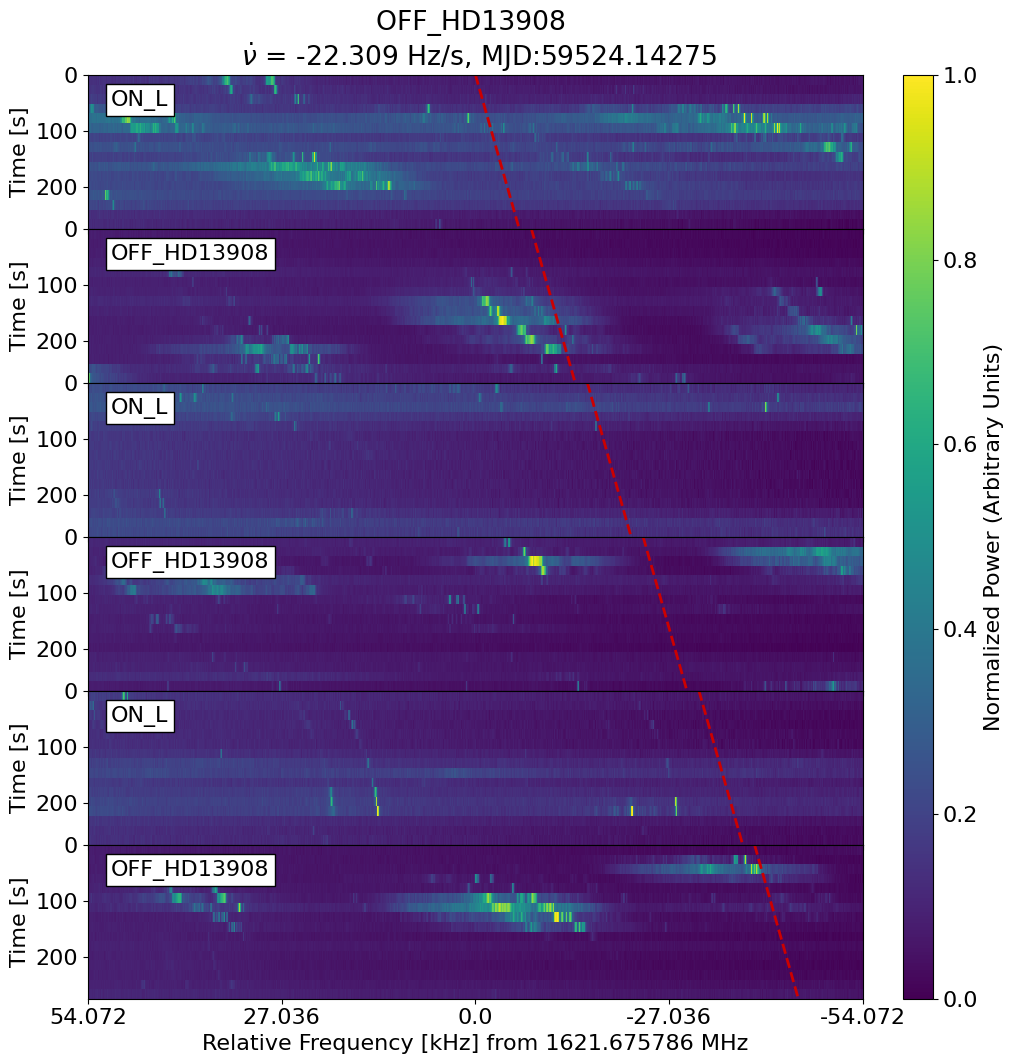 OFF_HD13908
ν̇ = -22.309 Hz/s, MJD:59524.14275
0
ON_L
100
Time [s]
200
0
OFF_HD13908
100
Time [s]
200
0
ON_L
100
Time [s]
200
0
OFF_HD13908
100
Time [s]
200
0
ON_L
100
Time [s]
200
0
OFF_HD13908
100
Time [s]
200
54.072 27.036 0.0 -27.036 -54.072
Relative Frequency [kHz] from 1621.675786 MHz
1.0
0.8
0.6
0.4
0.2
0.0
Normalized Power (Arbitrary Units)